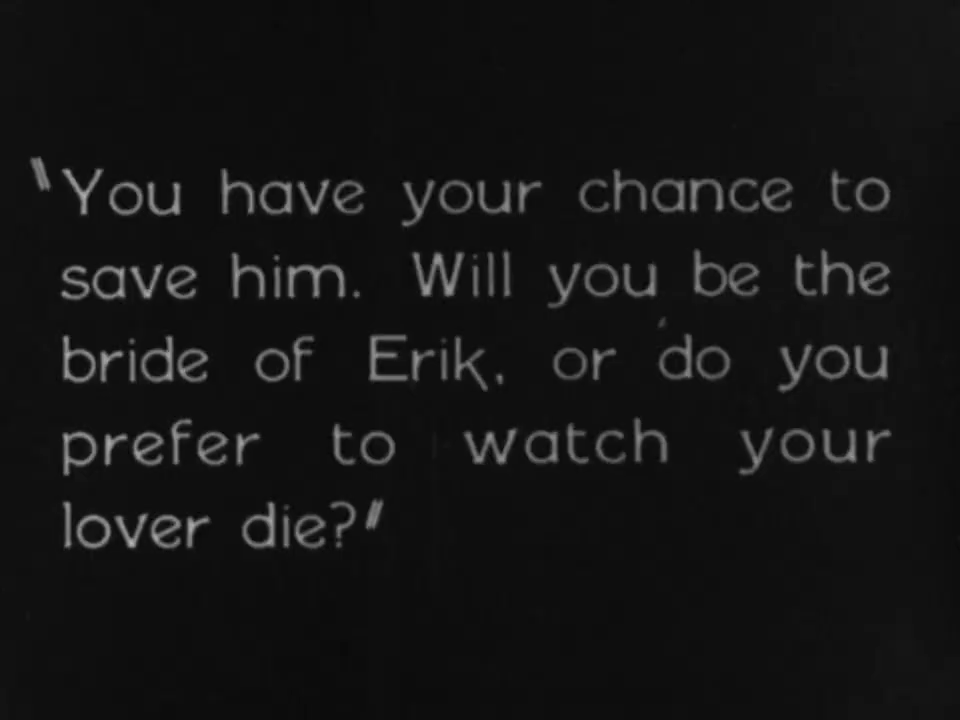 "You have your chance to
save him. Will you be the
bride of Erik, or do you
prefer to watch your
lover die?"